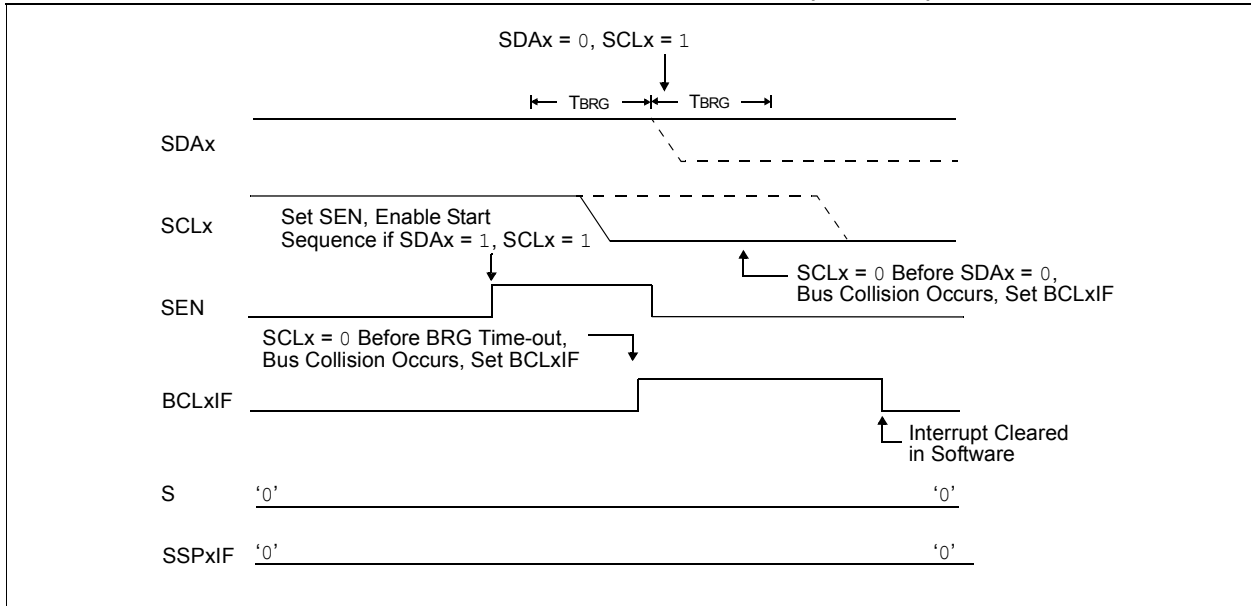 SDAx = 0, SCLx = 1
TBRG TBRG
SDAx
SCLx
Set SEN, Enable Start
Sequence if SDAx = 1, SCLx = 1
SCLx = 0 Before SDAx = 0,
Bus Collision Occurs, Set BCLxIF
SEN
SCLx = 0 Before BRG Time-out,
Bus Collision Occurs, Set BCLxIF
BCLxIF
Interrupt Cleared
in Software
S ‘0’ ‘0’
SSPxIF ‘0’ ‘0’